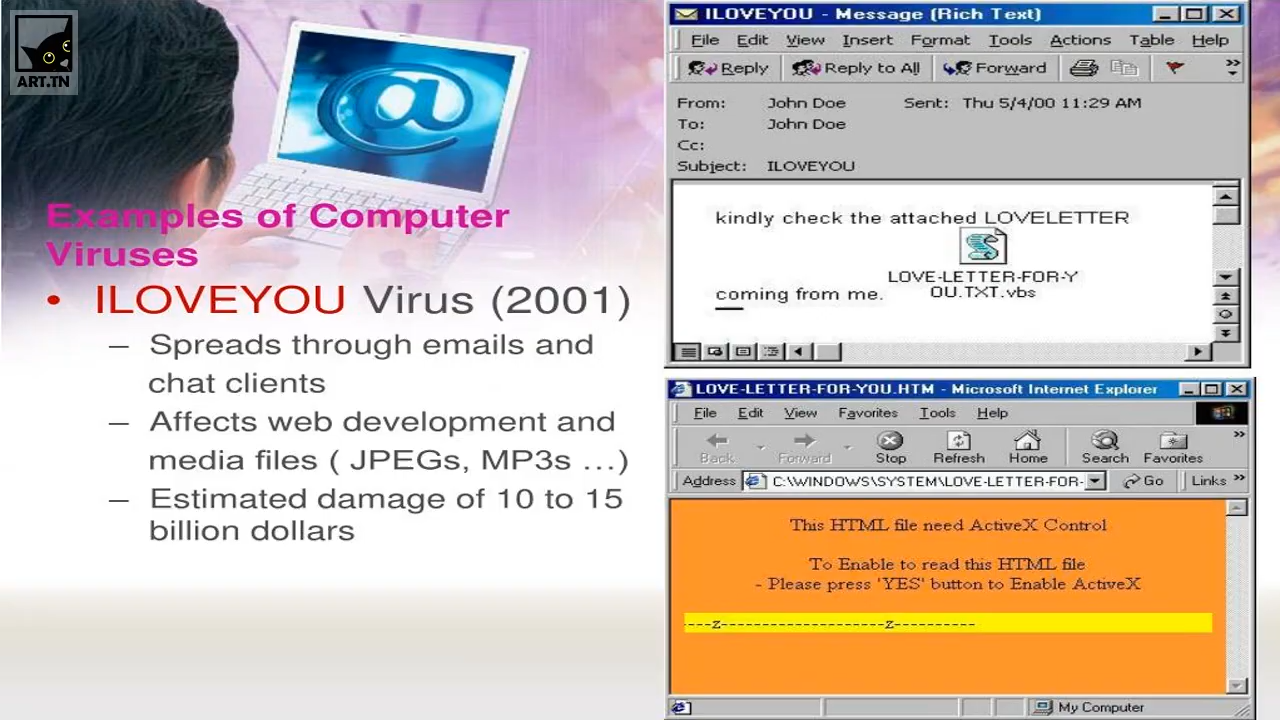 ART.TN
Examples of Computer
Viruses
• ILOVEYOU Virus (2001)
– Spreads through emails and
chat clients
– Affects web development and
media files ( JPEGs, MP3s …)
– Estimated damage of 10 to 15
billion dollars
ILOVEYOU - Message (Rich Text)
File Edit View Insert Format Tools Actions Table Help
Reply Reply to All Forward
From: John Doe Sent: Thu 5/4/00 11:29 AM
To: John Doe
Cc:
Subject: ILOVEYOU
kindly check the attached LOVELETTER
LOVE-LETTER-FOR-Y
OU.TXT.vbs
coming from me.
LOVE-LETTER-FOR-YOU.HTM - Microsoft Internet Explorer
File Edit View Favorites Tools Help
Back Forward Stop Refresh Home Search Favorites
Address C:\WINDOWS\SYSTEM\LOVE-LETTER-FOR- Go Links
This HTML file need ActiveX Control
To Enable to read this HTML file
- Please press 'YES' button to Enable ActiveX
----z--------------------z----------
My Computer